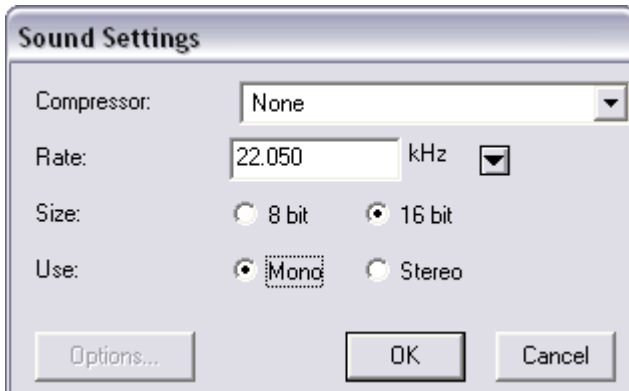 Sound Settings
Compressor: None
Rate: 22.050 kHz
Size: 8 bit 16 bit
Use: Mono Stereo
Options... OK Cancel